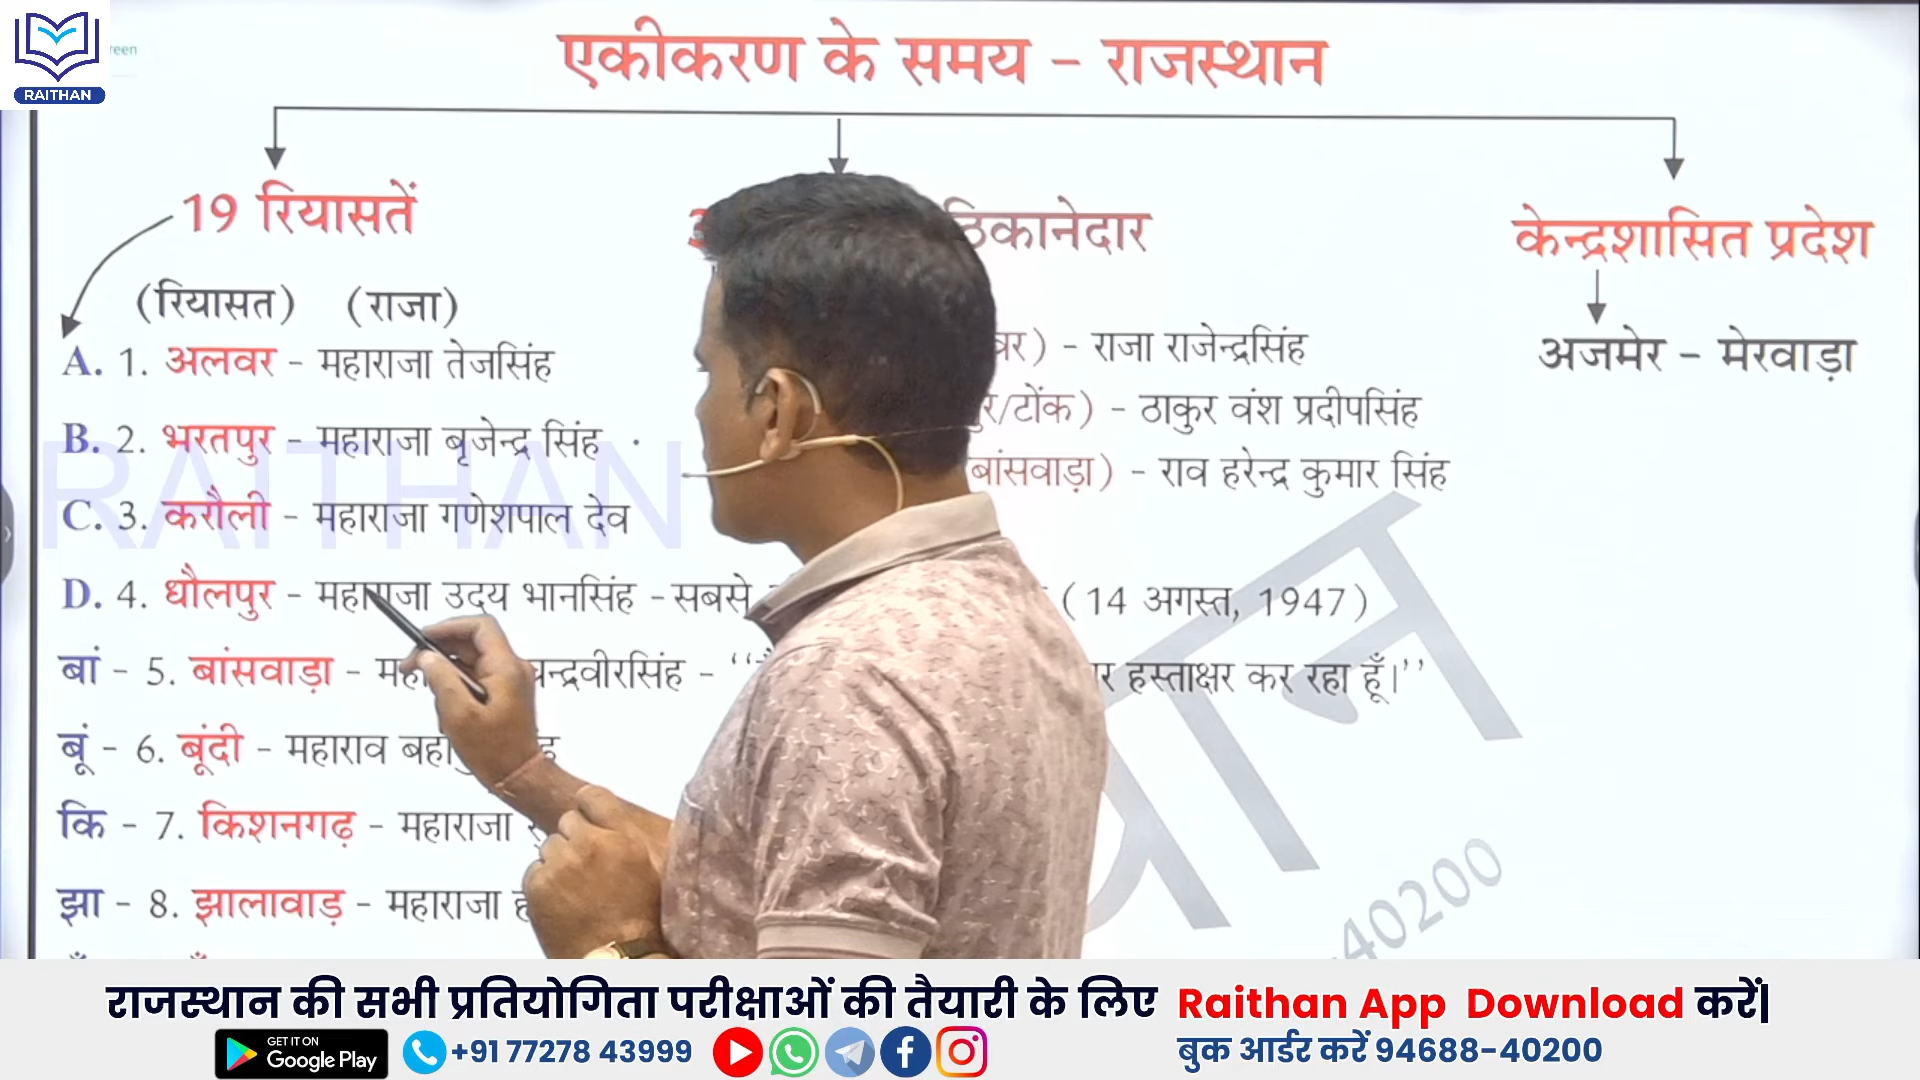 RAITHAN
reen
एकीकरण के समय - राजस्थान
19 रियासतें
ठिकानेदार
केन्द्रशासित प्रदेश
(रियासत) (राजा)
अजमेर - मेरवाड़ा
A. 1. अलवर - महाराजा तेजसिंह
) - राजा राजेन्द्रसिंह
/टोंक) - ठाकुर वंश प्रदीपसिंह
B. 2. भरतपुर - महाराजा बृजेन्द्र सिंह
बांसवाड़ा) - राव हरेन्द्र कुमार सिंह
C. 3. करौली - महाराजा गणेशपाल देव
D. 4. धौलपुर - महाराजा उदय भानसिंह - सबसे (14 अगस्त, 1947)
बां - 5. बांसवाड़ा - चन्द्रवीरसिंह - “ हस्ताक्षर कर रहा हूँ।”
बूं - 6. बूंदी - महाराव
कि - 7. किशनगढ़ - महाराजा
झा - 8. झालावाड़ - महाराजा
RAITHAN
-40200
राजस्थान की सभी प्रतियोगिता परीक्षाओं की तैयारी के लिए Raithan App Download करें|
GET IT ON
Google Play
+91 77278 43999
बुक आर्डर करें 94688-40200